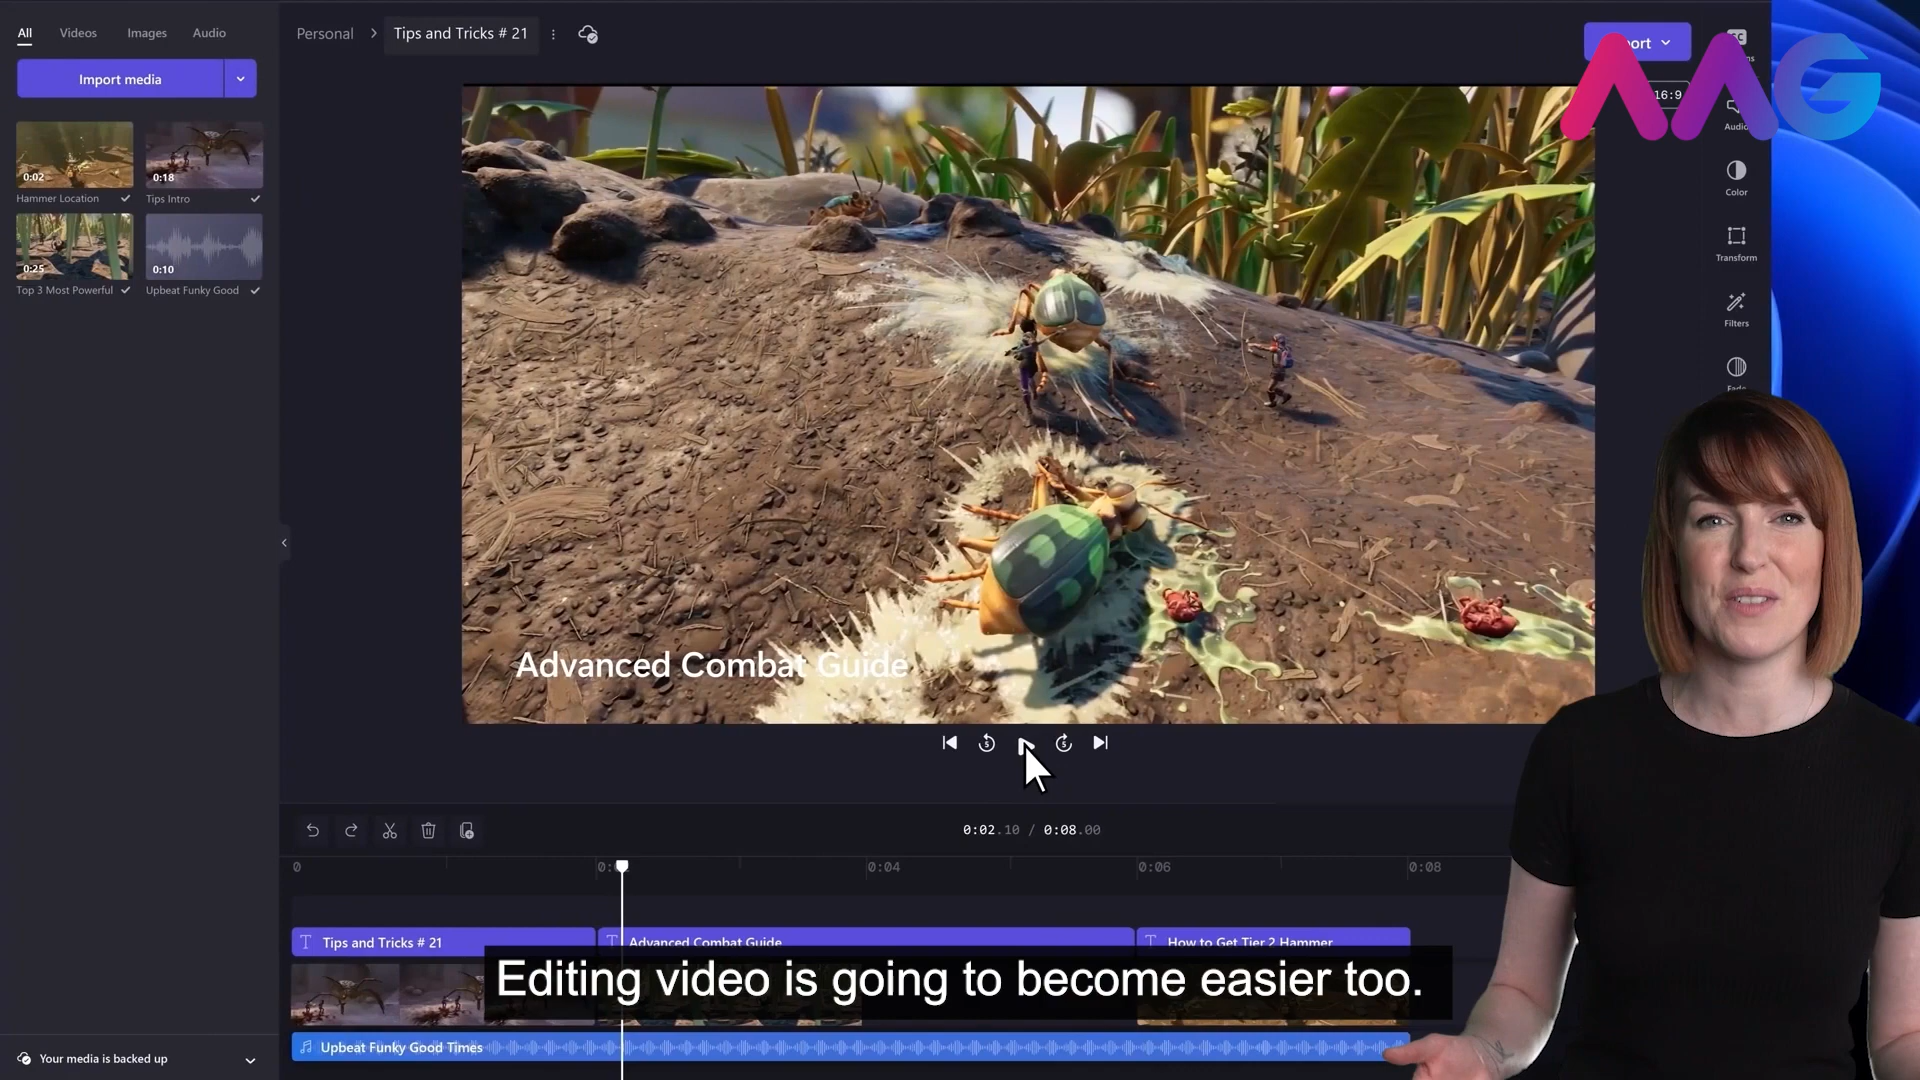 All
Videos
Images
Audio
Import media
0:02
Hammer Location
0:18
Tips Intro
0:25
Top 3 Most Powerful
0:10
Upbeat Funky Good
Your media is backed up
Personal
Tips and Tricks # 21
16:9
AAG
Audio
Color
Transform
Filters
Advanced Combat Guide
5
5
0:02.10 / 0:08.00
0
0:04
0:06
0:08
Tips and Tricks # 21
Advanced Combat Guide
How to Get Tier 2 Hammer
Editing video is going to become easier too.
Upbeat Funky Good Times